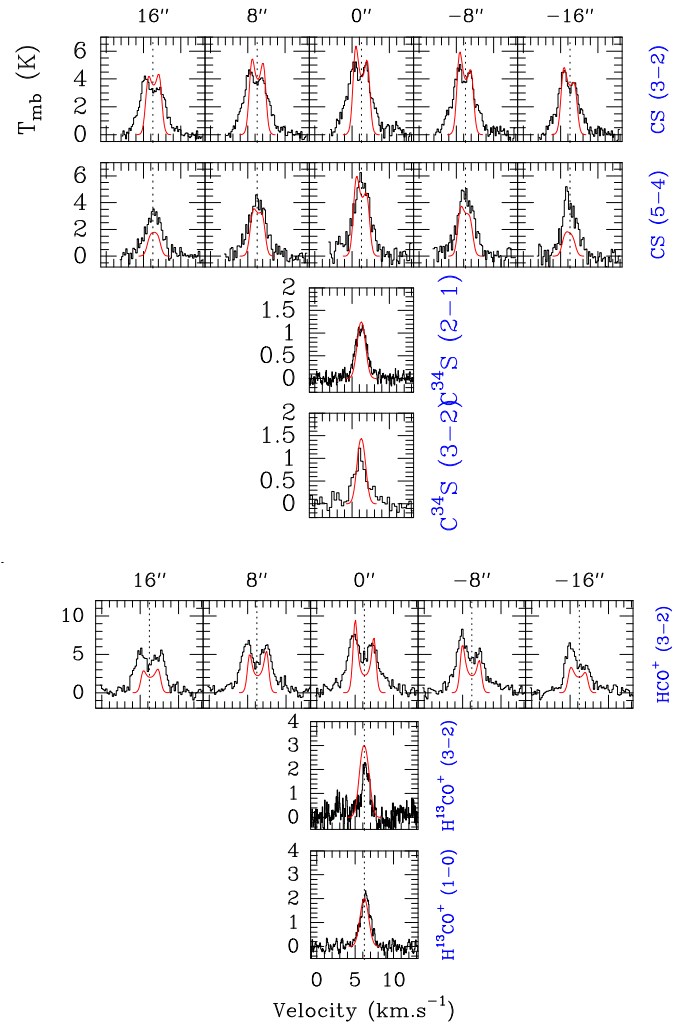 16″ 8″ 0″ −8″ −16″
T_mb (K)
6
4
2
0
CS (3−2)
6
4
2
0
CS (5−4)
2
1.5
1
0.5
0
C³⁴S (2−1)
2
1.5
1
0.5
0
C³⁴S (3−2)
16″ 8″ 0″ −8″ −16″
10
5
0
HCO⁺ (3−2)
4
3
2
1
0
H¹³CO⁺ (3−2)
4
3
2
1
0
H¹³CO⁺ (1−0)
0 5 10
Velocity (km.s⁻¹)